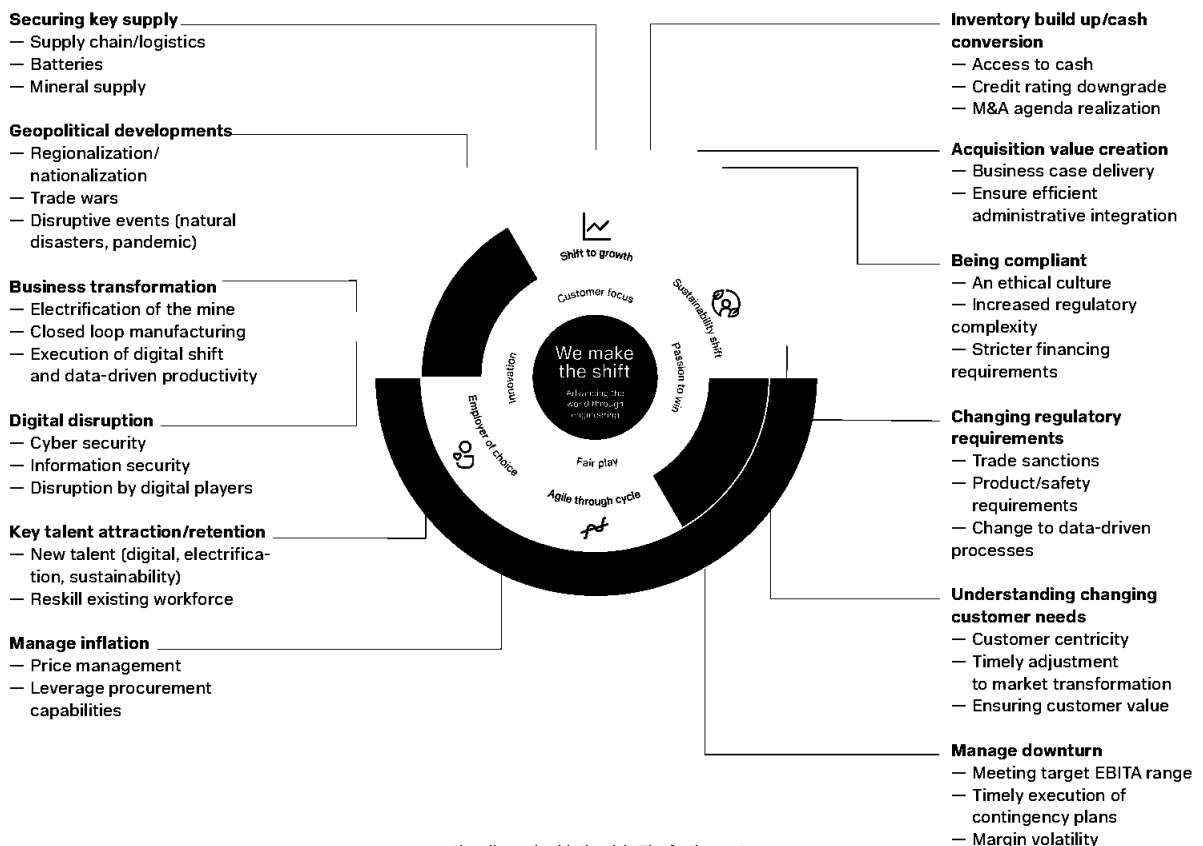 Securing key supply
— Supply chain/logistics
— Batteries
— Mineral supply
Geopolitical developments
— Regionalization/
nationalization
— Trade wars
— Disruptive events (natural
disasters, pandemic)
Business transformation
— Electrification of the mine
— Closed loop manufacturing
— Execution of digital shift
and data-driven productivity
Digital disruption
— Cyber security
— Information security
— Disruption by digital players
Key talent attraction/retention
— New talent (digital, electrifica-
tion, sustainability)
— Reskill existing workforce
Manage inflation
— Price management
— Leverage procurement
capabilities
Shift to growth
Customer focus
Sustainability shift
Passion to win
Innovation
We make
the shift
Advancing the
world through
engineering
Employer of choice
Fair play
Agile through cycle
Inventory build up/cash
conversion
— Access to cash
— Credit rating downgrade
— M&A agenda realization
Acquisition value creation
— Business case delivery
— Ensure efficient
administrative integration
Being compliant
— An ethical culture
— Increased regulatory
complexity
— Stricter financing
requirements
Changing regulatory
requirements
— Trade sanctions
— Product/safety
requirements
— Change to data-driven
processes
Understanding changing
customer needs
— Customer centricity
— Timely adjustment
to market transformation
— Ensuring customer value
Manage downturn
— Meeting target EBITA range
— Timely execution of
contingency plans
— Margin volatility